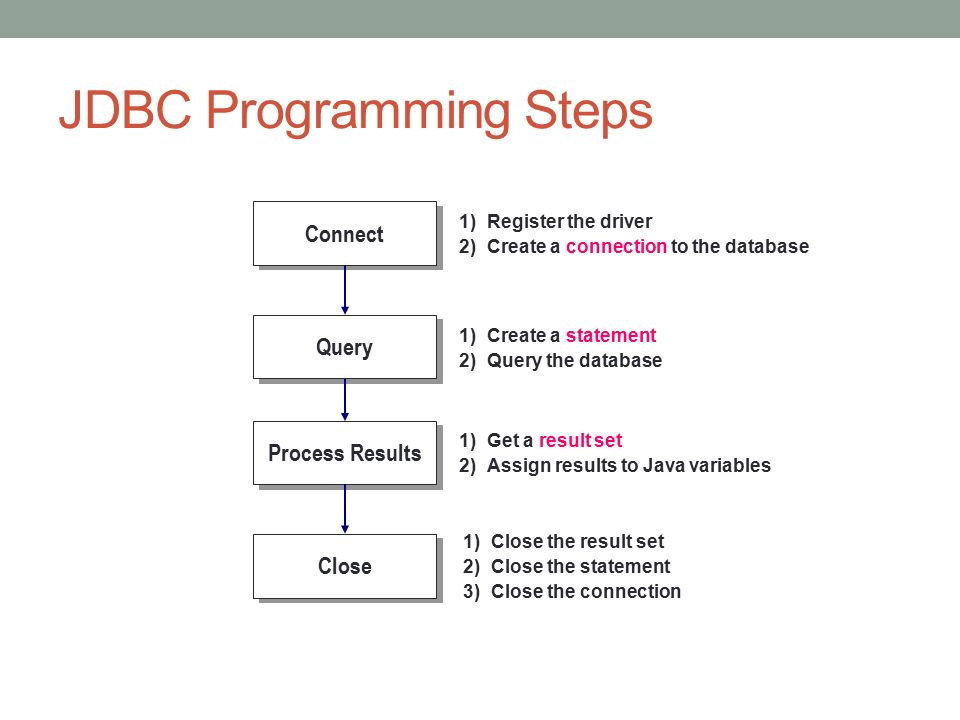 JDBC Programming Steps
Connect
1) Register the driver
2) Create a connection to the database
Query
1) Create a statement
2) Query the database
Process Results
1) Get a result set
2) Assign results to Java variables
Close
1) Close the result set
2) Close the statement
3) Close the connection